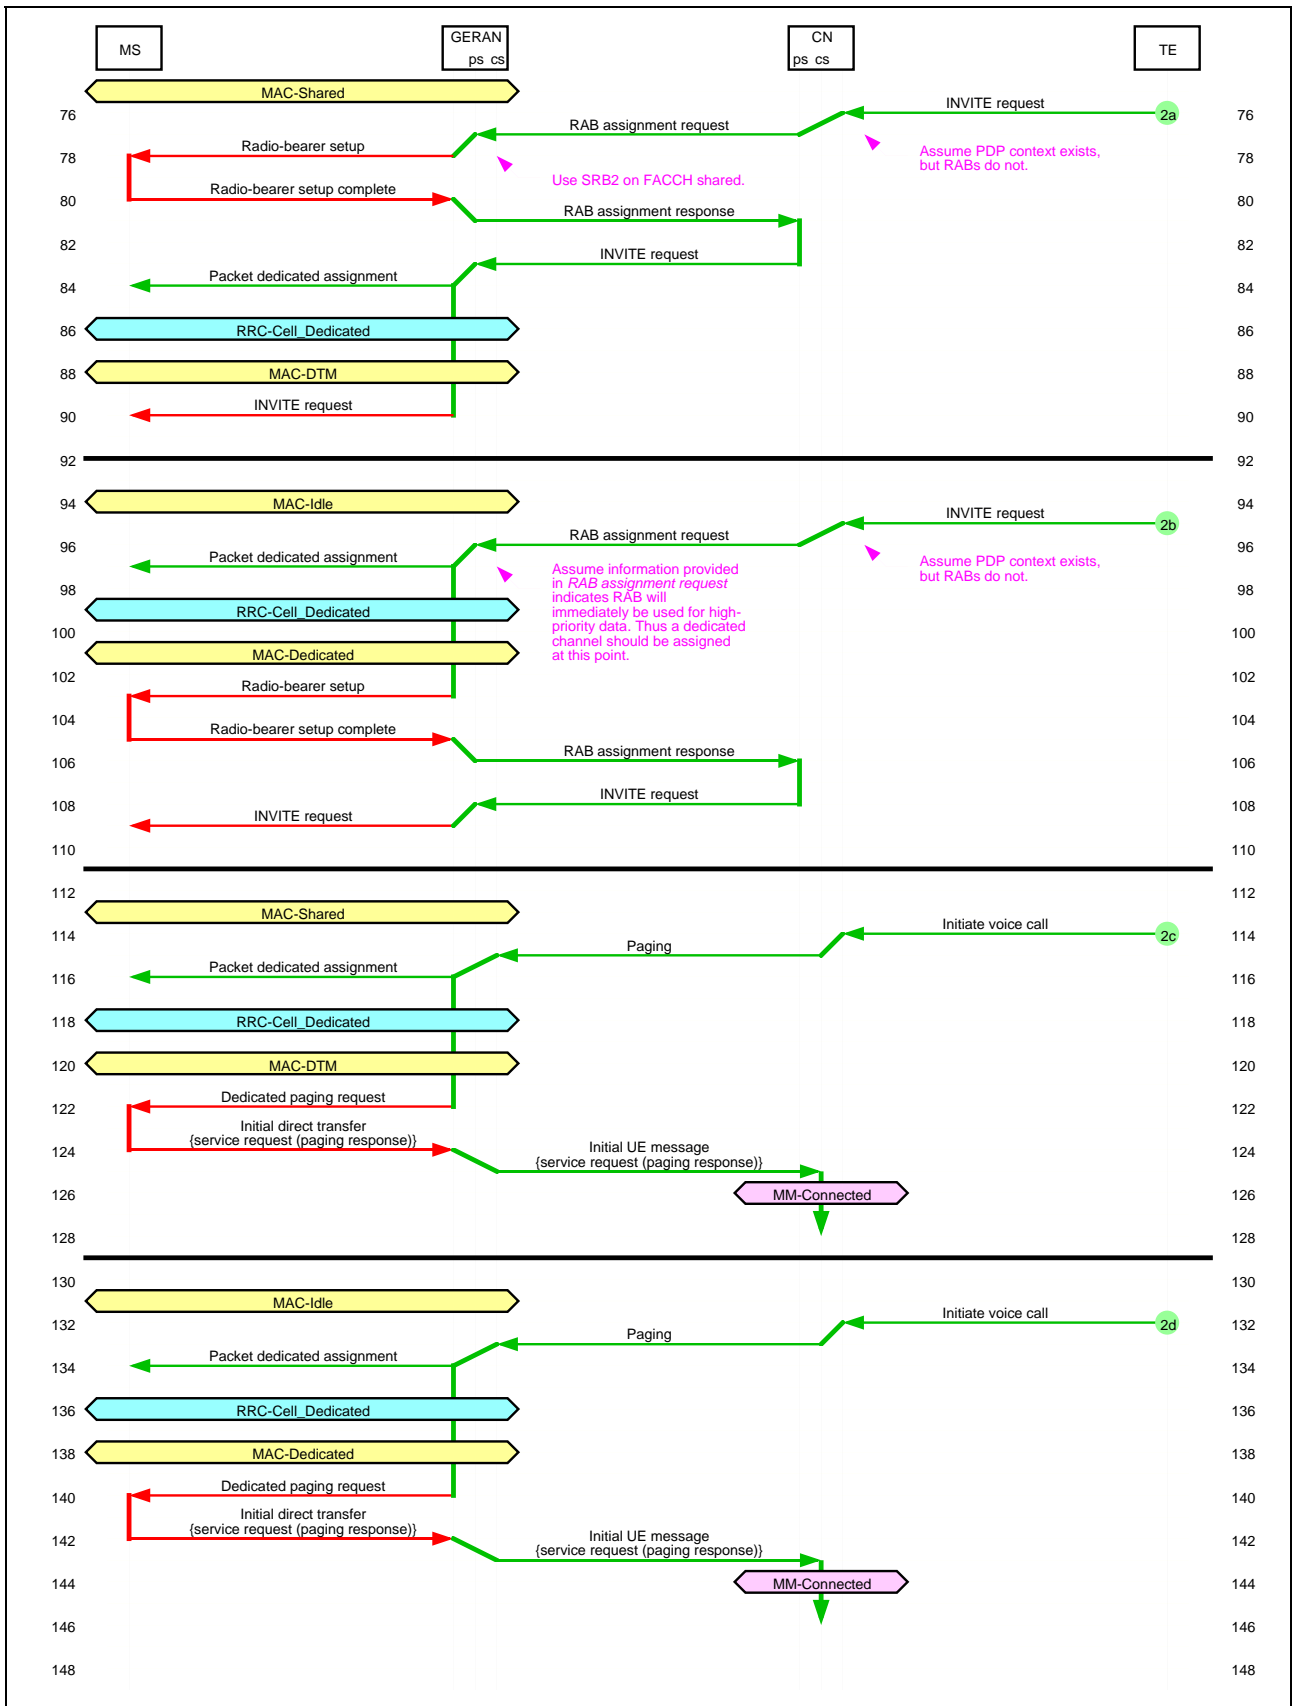 MS
GERAN
ps cs
CN
ps cs
TE
MAC-Shared
76
INVITE request
2a
76
RAB assignment request
78
Radio-bearer setup
Assume PDP context exists,
but RABs do not.
78
Use SRB2 on FACCH shared.
80
Radio-bearer setup complete
80
RAB assignment response
82
82
INVITE request
84
Packet dedicated assignment
84
86
RRC-Cell_Dedicated
86
88
MAC-DTM
88
90
INVITE request
90
92
92
94
MAC-Idle
94
INVITE request
2b
96
RAB assignment request
96
Packet dedicated assignment
Assume PDP context exists,
but RABs do not.
98
Assume information provided
in RAB assignment request
indicates RAB will
immediately be used for high-
priority data. Thus a dedicated
channel should be assigned
at this point.
98
RRC-Cell_Dedicated
100
100
MAC-Dedicated
102
102
Radio-bearer setup
104
104
Radio-bearer setup complete
106
RAB assignment response
106
108
INVITE request
108
INVITE request
110
110
112
112
MAC-Shared
114
Initiate voice call
2c
114
Paging
116
Packet dedicated assignment
116
118
RRC-Cell_Dedicated
118
120
MAC-DTM
120
122
Dedicated paging request
122
124
Initial direct transfer
{service request (paging response)}
Initial UE message
{service request (paging response)}
124
126
MM-Connected
126
128
128
130
130
MAC-Idle
132
Initiate voice call
2d
132
Paging
134
Packet dedicated assignment
134
136
RRC-Cell_Dedicated
136
138
MAC-Dedicated
138
140
Dedicated paging request
140
142
Initial direct transfer
{service request (paging response)}
Initial UE message
{service request (paging response)}
142
144
MM-Connected
144
146
146
148
148